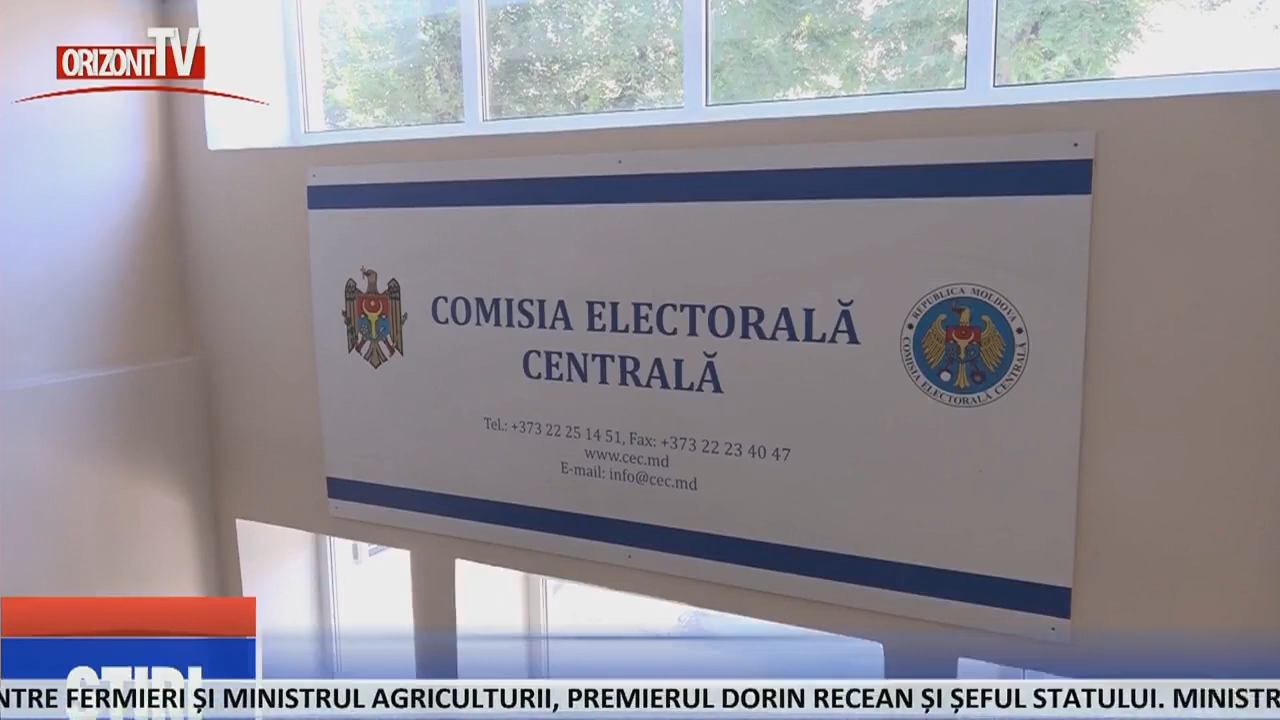 ORIZONT TV
COMISIA ELECTORALĂ
CENTRALĂ
REPUBLICA MOLDOVA
COMISIA ELECTORALĂ CENTRALĂ
Tel.: +373 22 25 14 51, Fax: +373 22 23 40 47
www.cec.md
E-mail: info@cec.md
ȘTIRI
NTRE FERMIERI ȘI MINISTRUL AGRICULTURII, PREMIERUL DORIN RECEAN ȘI ȘEFUL STATULUI. MINISTR